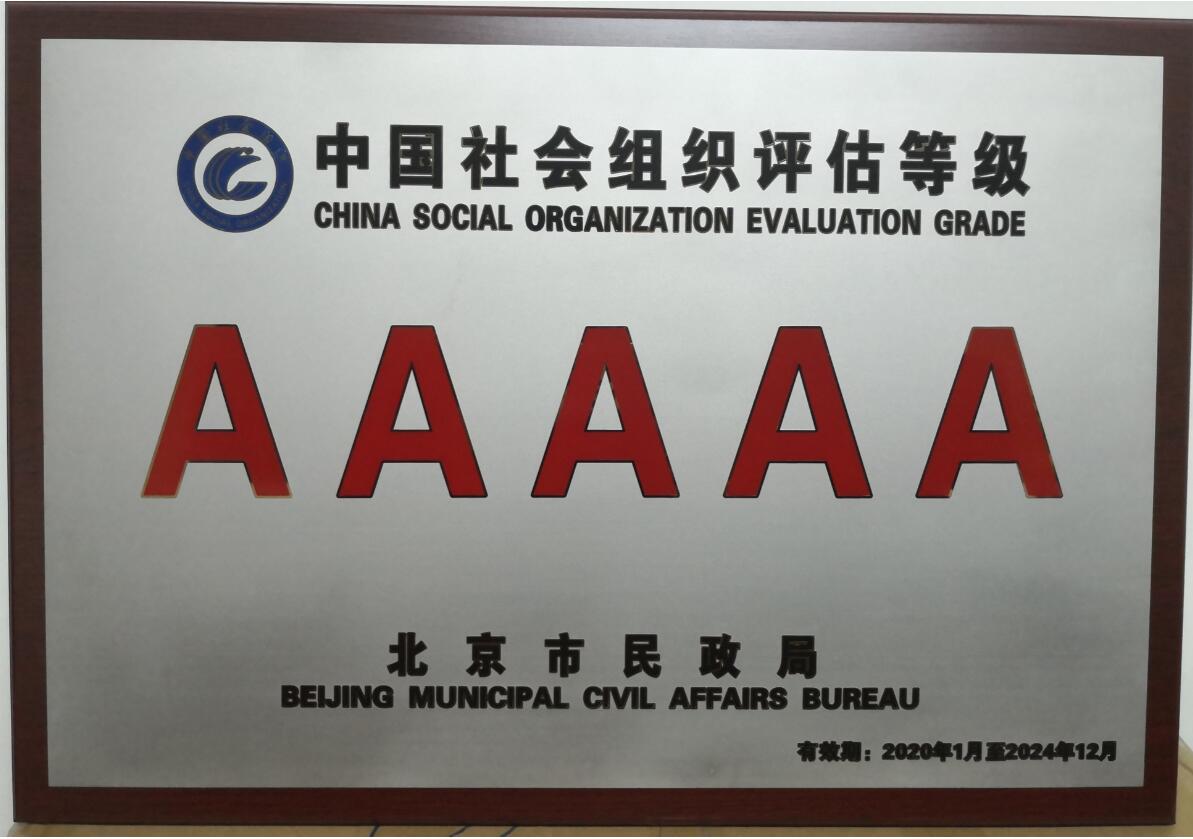 中国社会组织评估等级
CHINA SOCIAL ORGANIZATION EVALUATION GRADE
AAAAA
北京市民政局
BEIJING MUNICIPAL CIVIL AFFAIRS BUREAU
有效期：2020年1月至2024年12月